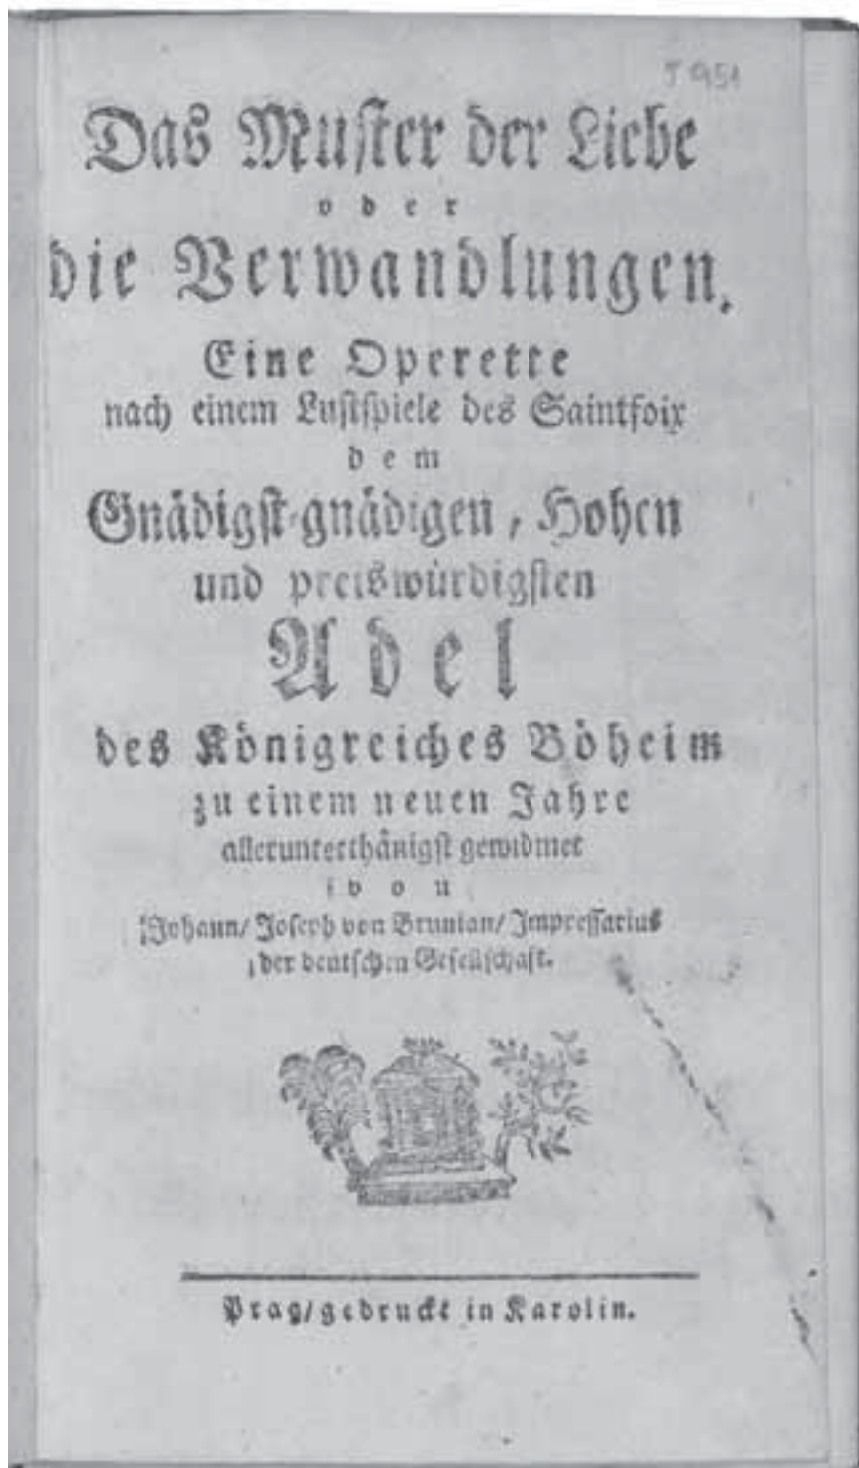 J 951
Das Muster der Liebe
oder
die Verwandlungen.
Eine Operette
nach einem Lustspiele des Saintfoix
dem
Gnädigst-gnädigen, Hohen
und preiswürdigsten
Adel
des Königreiches Böheim
zu einem neuen Jahre
allerunterthänigst gewidmet
von
Johann/ Joseph von Brunian/ Impressarius
der deutschen Gesellschaft.
Prag/ gedruckt in Karolin.